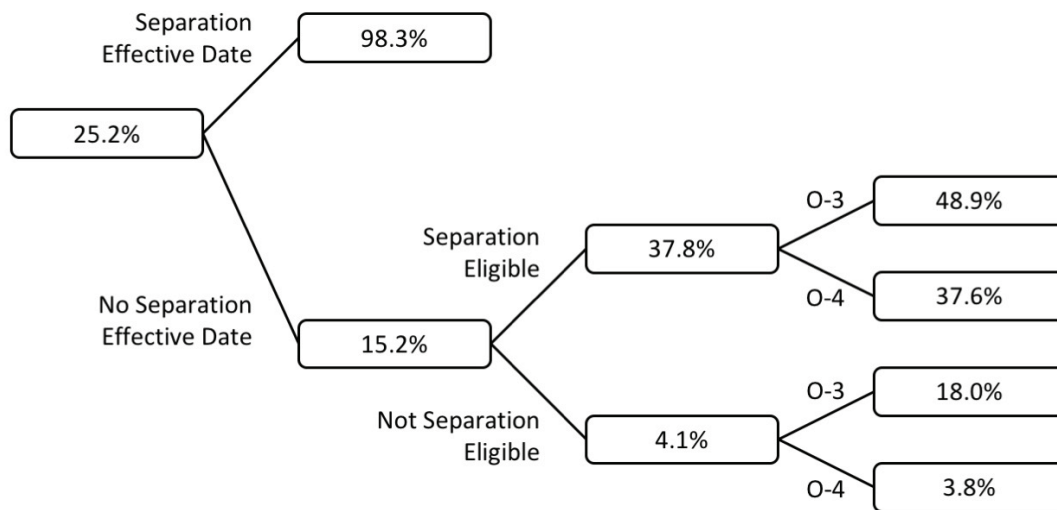 Separation
Effective Date
98.3%
25.2%
No Separation
Effective Date
15.2%
Separation
Eligible
37.8%
O-3
48.9%
O-4
37.6%
Not Separation
Eligible
4.1%
O-3
18.0%
O-4
3.8%